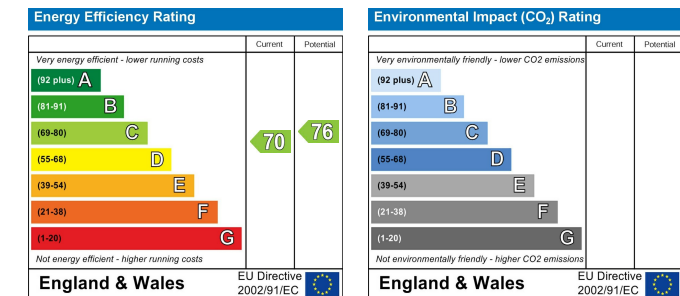 Energy Efficiency Rating
Current Potential
Very energy efficient - lower running costs
(92 plus) A
(81-91) B
(69-80) C
(55-68) D
(39-54) E
(21-38) F
(1-20) G
70
76
Not energy efficient - higher running costs
England & Wales
EU Directive
2002/91/EC
Environmental Impact (CO₂) Rating
Current Potential
Very environmentally friendly - lower CO2 emissions
(92 plus) A
(81-91) B
(69-80) C
(55-68) D
(39-54) E
(21-38) F
(1-20) G
Not environmentally friendly - higher CO2 emissions
England & Wales
EU Directive
2002/91/EC